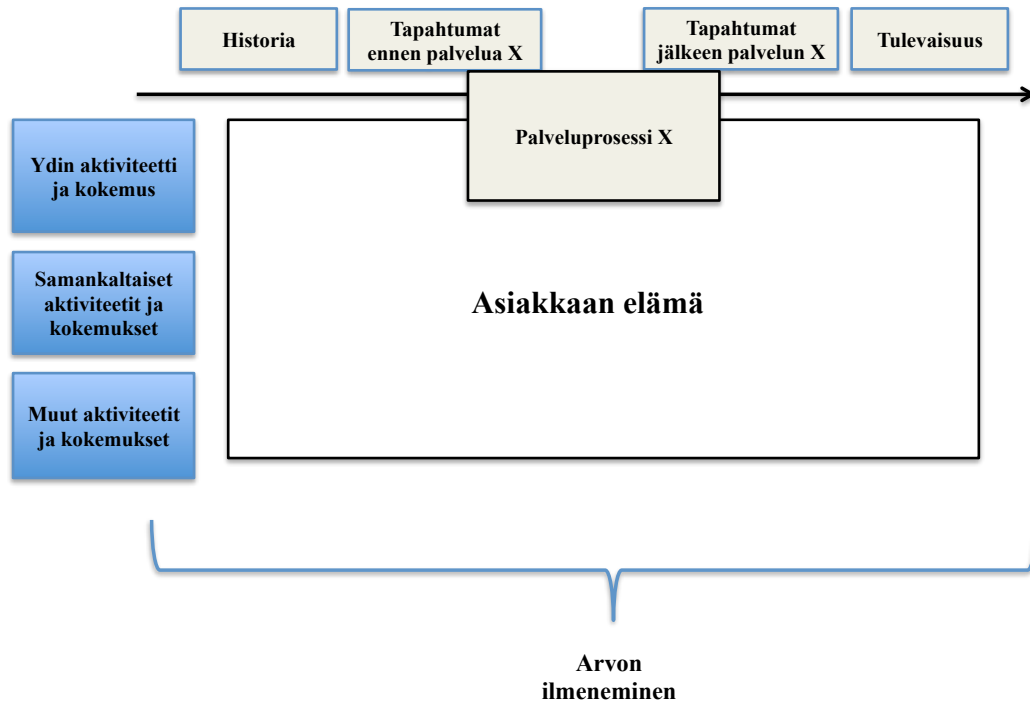 Historia
Tapahtumat
ennen palvelua X
Tapahtumat
jälkeen palvelun X
Tulevaisuus
Palveluprosessi X
Ydin aktiviteetti
ja kokemus
Samankaltaiset
aktiviteetit ja
kokemukset
Muut aktiviteetit
ja kokemukset
Asiakkaan elämä
Arvon
ilmeneminen